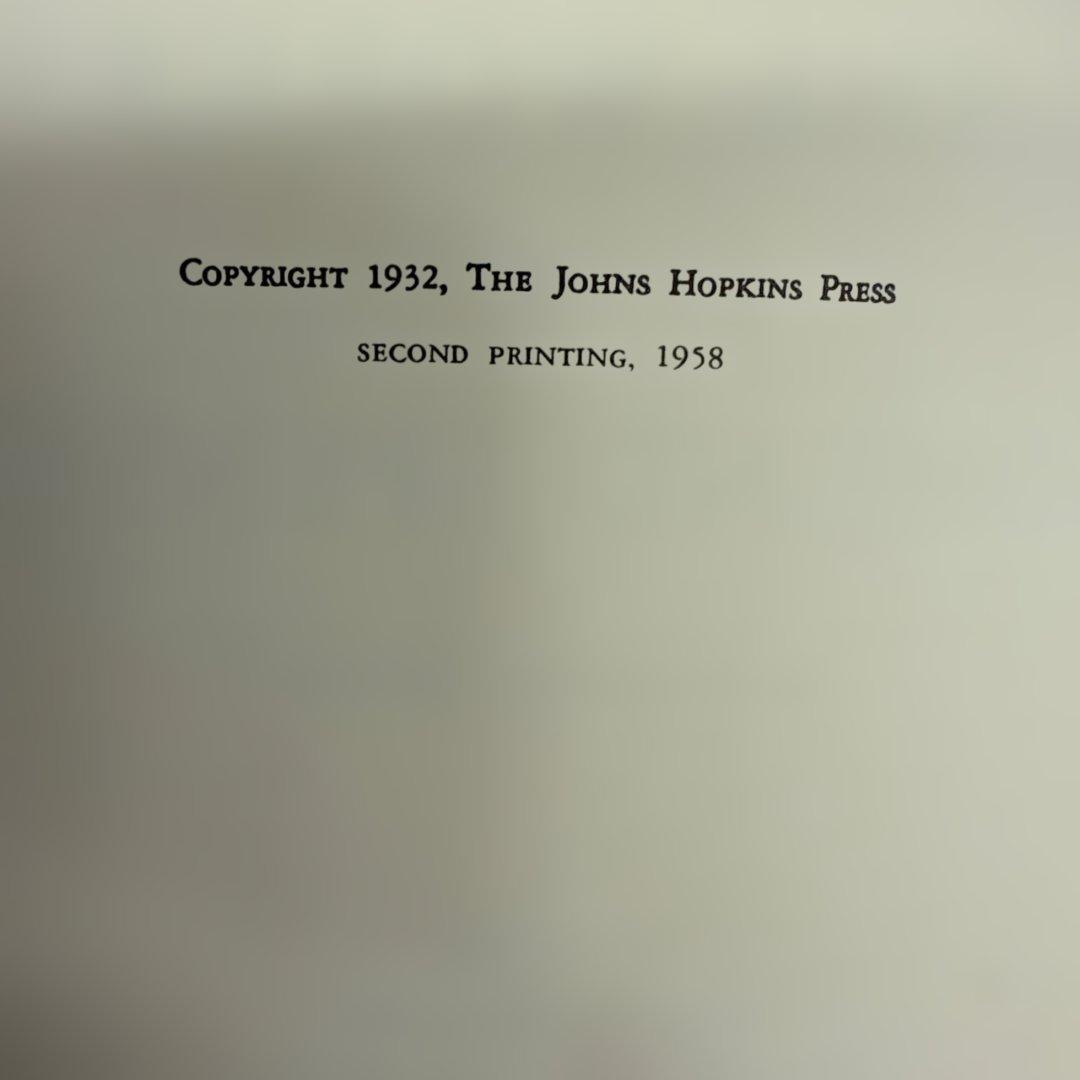 Copyright 1932, The Johns Hopkins Press
second printing, 1958